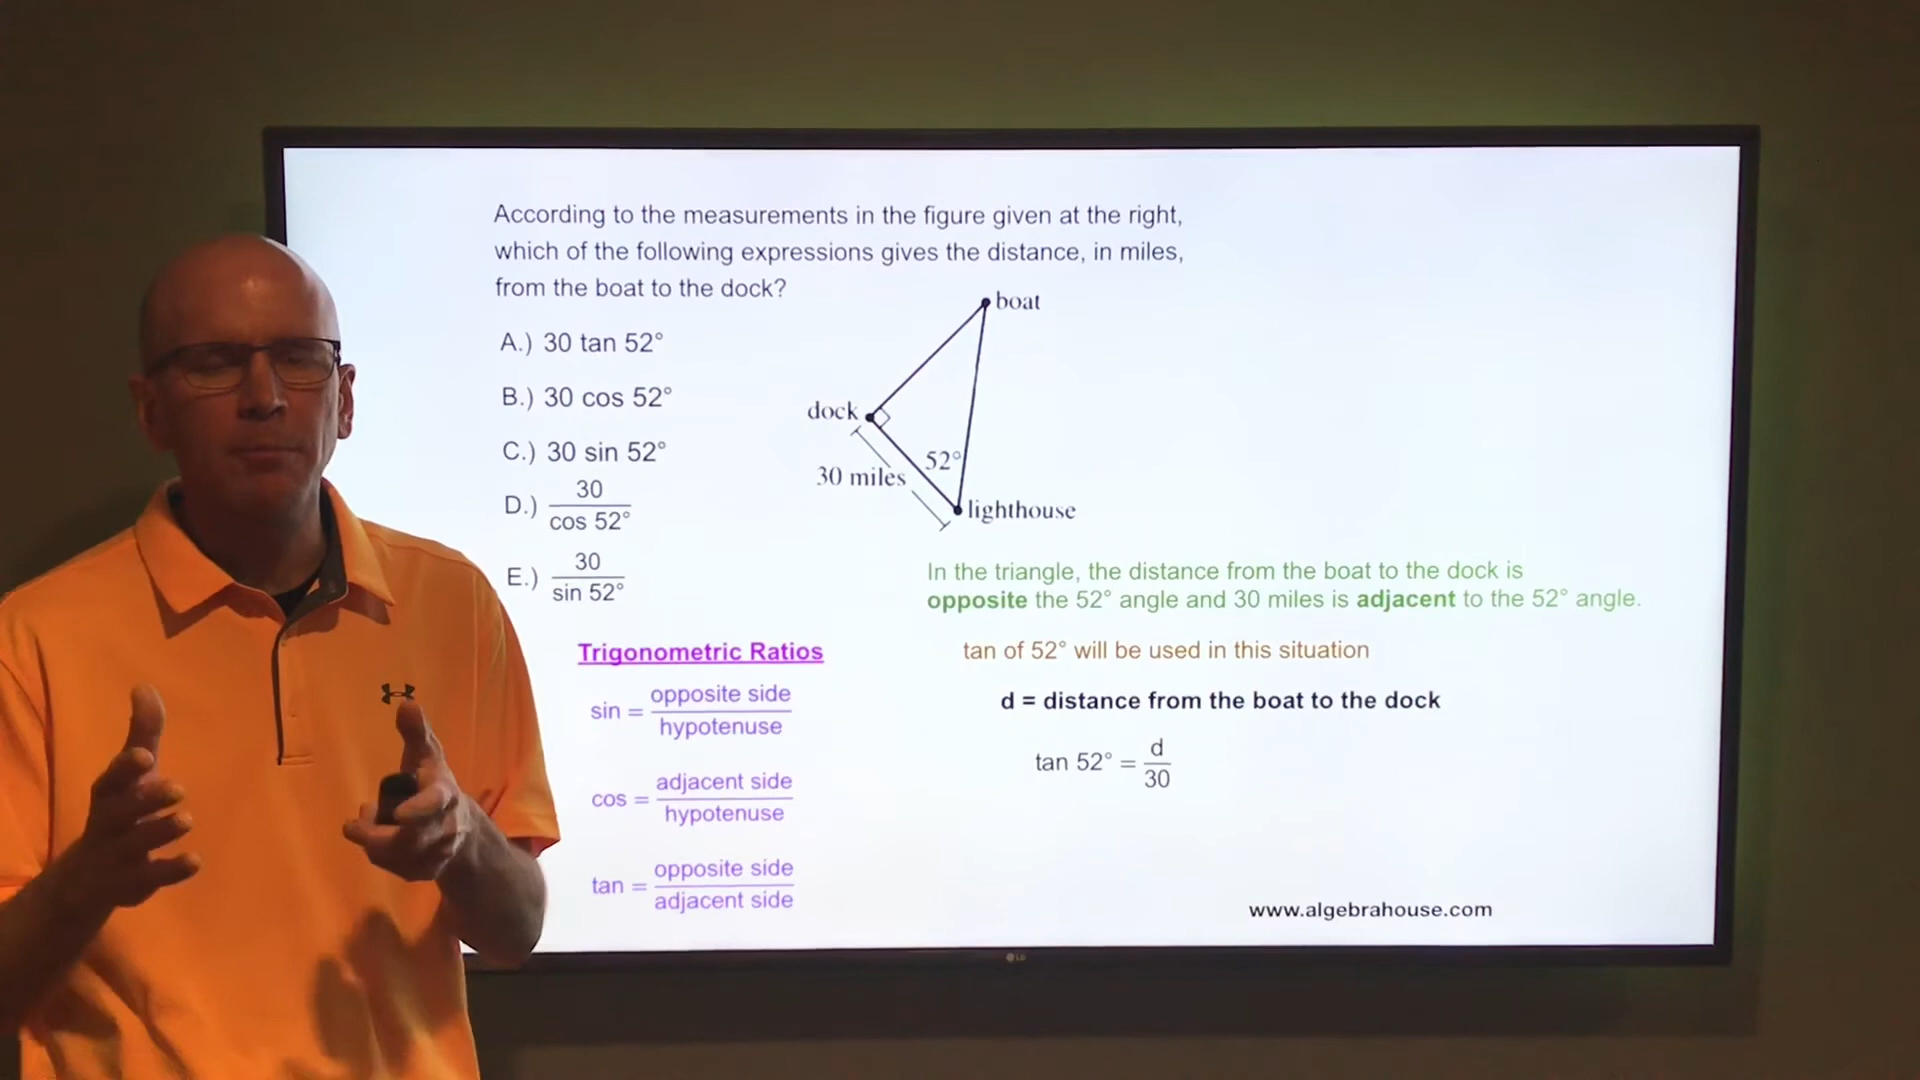 According to the measurements in the figure given at the right,
which of the following expressions gives the distance, in miles,
from the boat to the dock?
boat
A.) 30 tan 52°
B.) 30 cos 52°
dock
C.) 30 sin 52°
52°
30 miles
D.) 30
cos 52°
lighthouse
E.) 30
sin 52°
In the triangle, the distance from the boat to the dock is
opposite the 52° angle and 30 miles is adjacent to the 52° angle.
Trigonometric Ratios
tan of 52° will be used in this situation
sin = opposite side
hypotenuse
d = distance from the boat to the dock
tan 52° = d
30
cos = adjacent side
hypotenuse
tan = opposite side
adjacent side
www.algebrahouse.com
LG